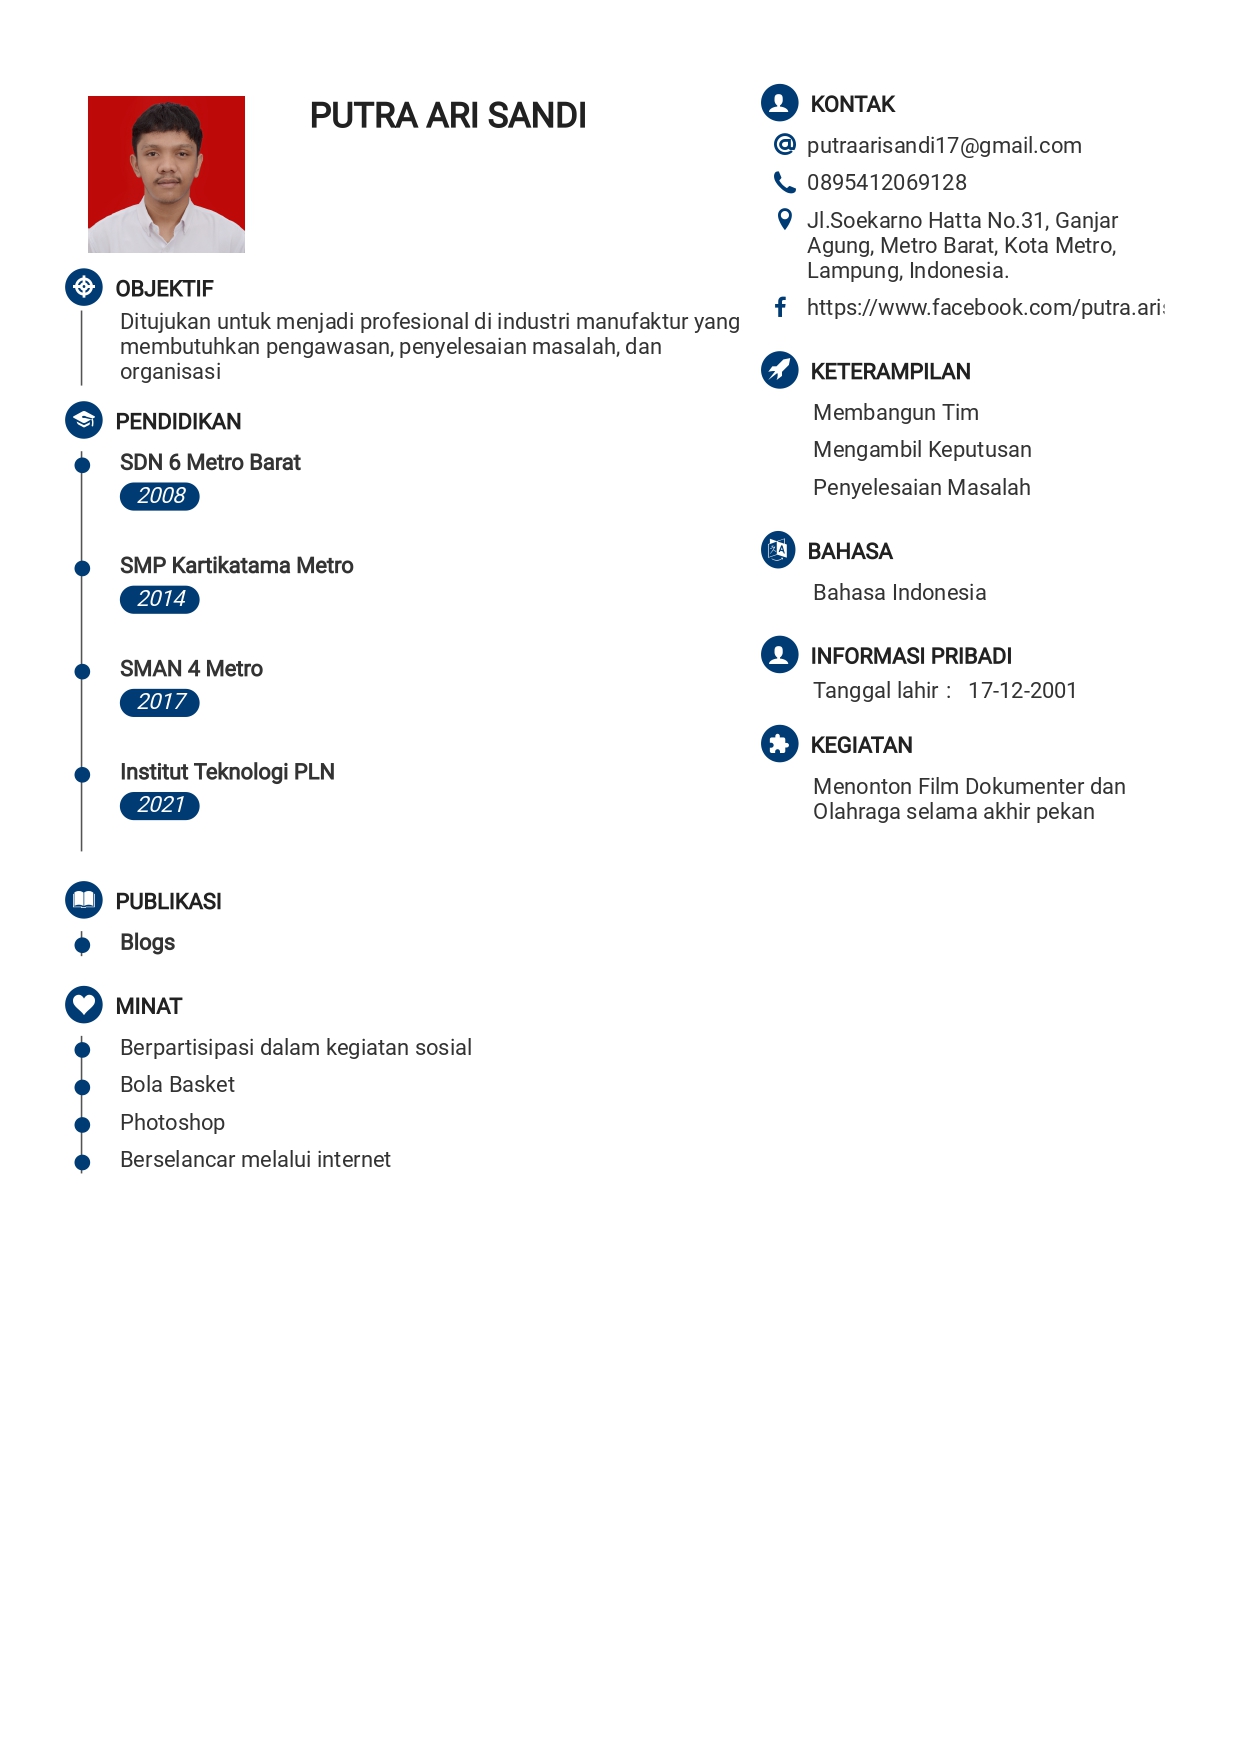 PUTRA ARI SANDI
OBJEKTIF
Ditujukan untuk menjadi profesional di industri manufaktur yang
membutuhkan pengawasan, penyelesaian masalah, dan
organisasi
PENDIDIKAN
SDN 6 Metro Barat
2008
SMP Kartikatama Metro
2014
SMAN 4 Metro
2017
Institut Teknologi PLN
2021
PUBLIKASI
Blogs
MINAT
Berpartisipasi dalam kegiatan sosial
Bola Basket
Photoshop
Berselancar melalui internet
KONTAK
putraarisandi17@gmail.com
0895412069128
Jl.Soekarno Hatta No.31, Ganjar
Agung, Metro Barat, Kota Metro,
Lampung, Indonesia.
https://www.facebook.com/putra.aris
KETERAMPILAN
Membangun Tim
Mengambil Keputusan
Penyelesaian Masalah
BAHASA
Bahasa Indonesia
INFORMASI PRIBADI
Tanggal lahir : 17-12-2001
KEGIATAN
Menonton Film Dokumenter dan
Olahraga selama akhir pekan